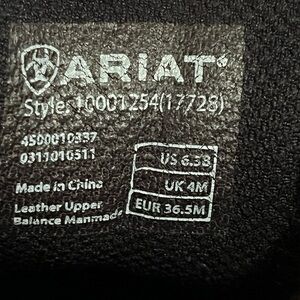 ARIAT
Style: 10001254(17728)
4500010337
0311010511
US 6.5B
UK 4M
EUR 36.5M
Made in China
Leather Upper
Balance Manmade